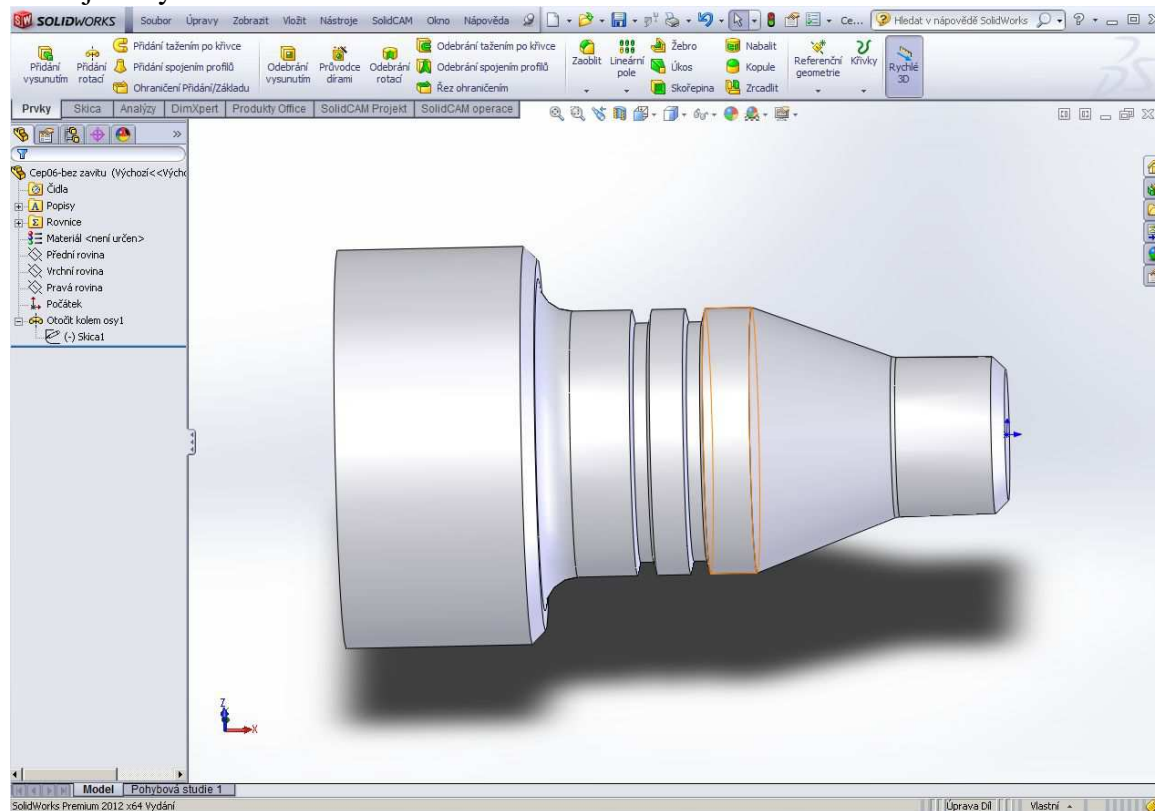 SOLIDWORKS Soubor Úpravy Zobrazit Vložit Nástroje SolidCAM Okno Nápověda Ce... Hledat v nápovědě SolidWorks
Přidání vysunutím
Přidání rotací
Přidání tažením po křivce
Přidání spojením profilů
Ohraničení Přidání/Základu
Odebrání vysunutím
Průvodce dírami
Odebrání rotací
Odebrání tažením po křivce
Odebrání spojením profilů
Řez ohraničením
Zaoblit
Lineární pole
Žebro
Úkos
Skořepina
Nabalit
Kopule
Zrcadlit
Referenční geometrie
Křivky
Rychlé 3D
Prvky Skica Analýzy DimXpert Produkty Office SolidCAM Projekt SolidCAM operace
Cep06-bez zavitu (Výchozí<<Výcho
Čidla
Popisy
Rovnice
Materiál <není určen>
Přední rovina
Vrchní rovina
Pravá rovina
Počátek
Otočit kolem osy1
(-) Skica1
Z
X
Model Pohybová studie 1
SolidWorks Premium 2012 x64 Vydání Úprava Díl Vlastní